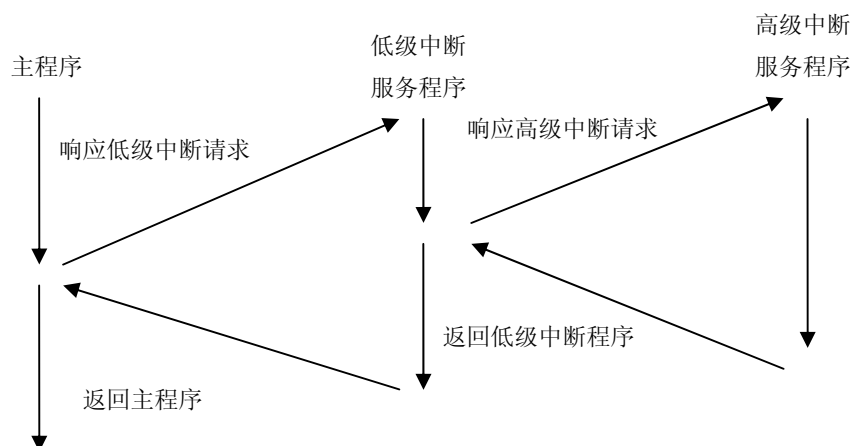 主程序
低级中断
服务程序
高级中断
服务程序
响应低级中断请求
响应高级中断请求
返回低级中断程序
返回主程序